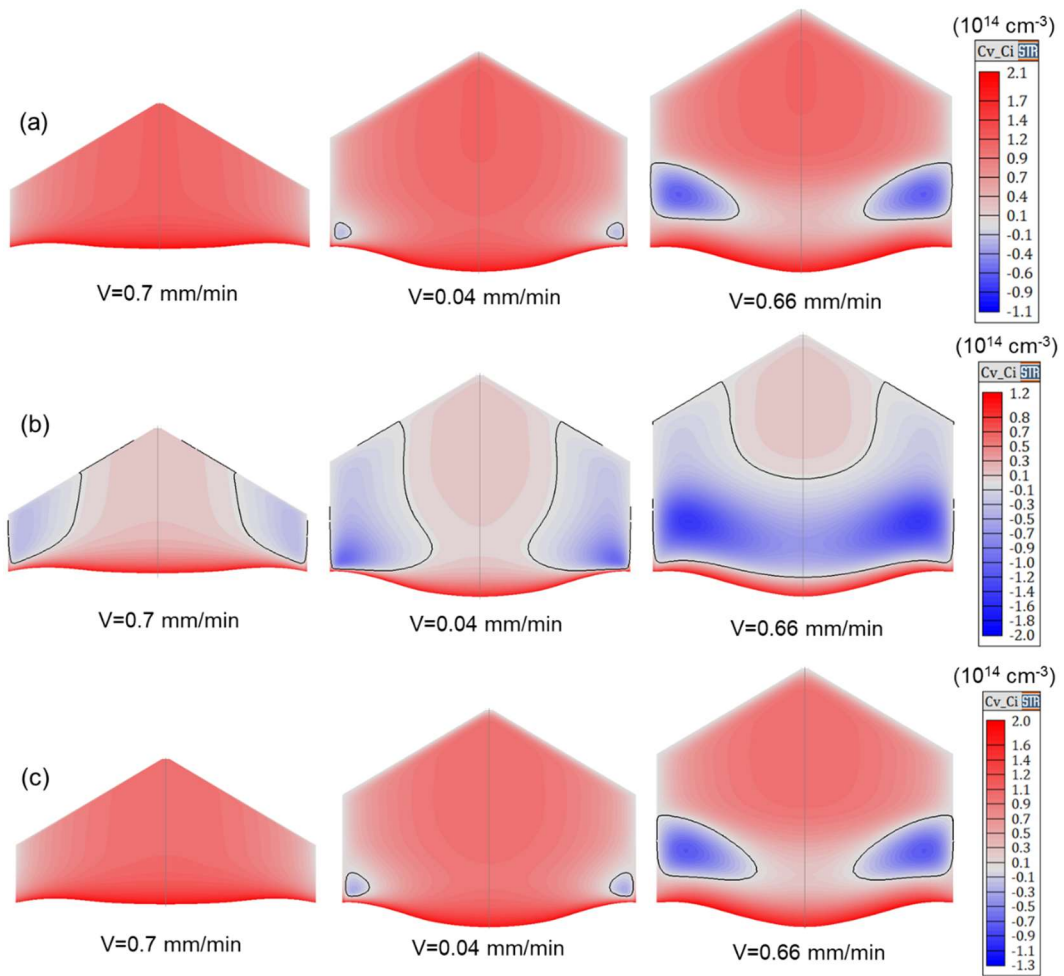 (10¹⁴ cm⁻³)
Cv_Ci STR
2.1
1.7
1.4
1.2
0.9
0.7
0.4
0.1
-0.1
-0.4
-0.6
-0.9
-1.1
(a)
V=0.7 mm/min
V=0.04 mm/min
V=0.66 mm/min
(10¹⁴ cm⁻³)
Cv_Ci STR
1.2
0.8
0.7
0.5
0.3
0.1
-0.1
-0.3
-0.5
-0.7
-0.9
-1.0
-1.2
-1.4
-1.6
-1.8
-2.0
(b)
V=0.7 mm/min
V=0.04 mm/min
V=0.66 mm/min
(10¹⁴ cm⁻³)
Cv_Ci STR
2.0
1.6
1.4
1.3
1.1
0.9
0.7
0.5
0.3
0.1
-0.1
-0.3
-0.5
-0.7
-0.9
-1.1
-1.3
(c)
V=0.7 mm/min
V=0.04 mm/min
V=0.66 mm/min